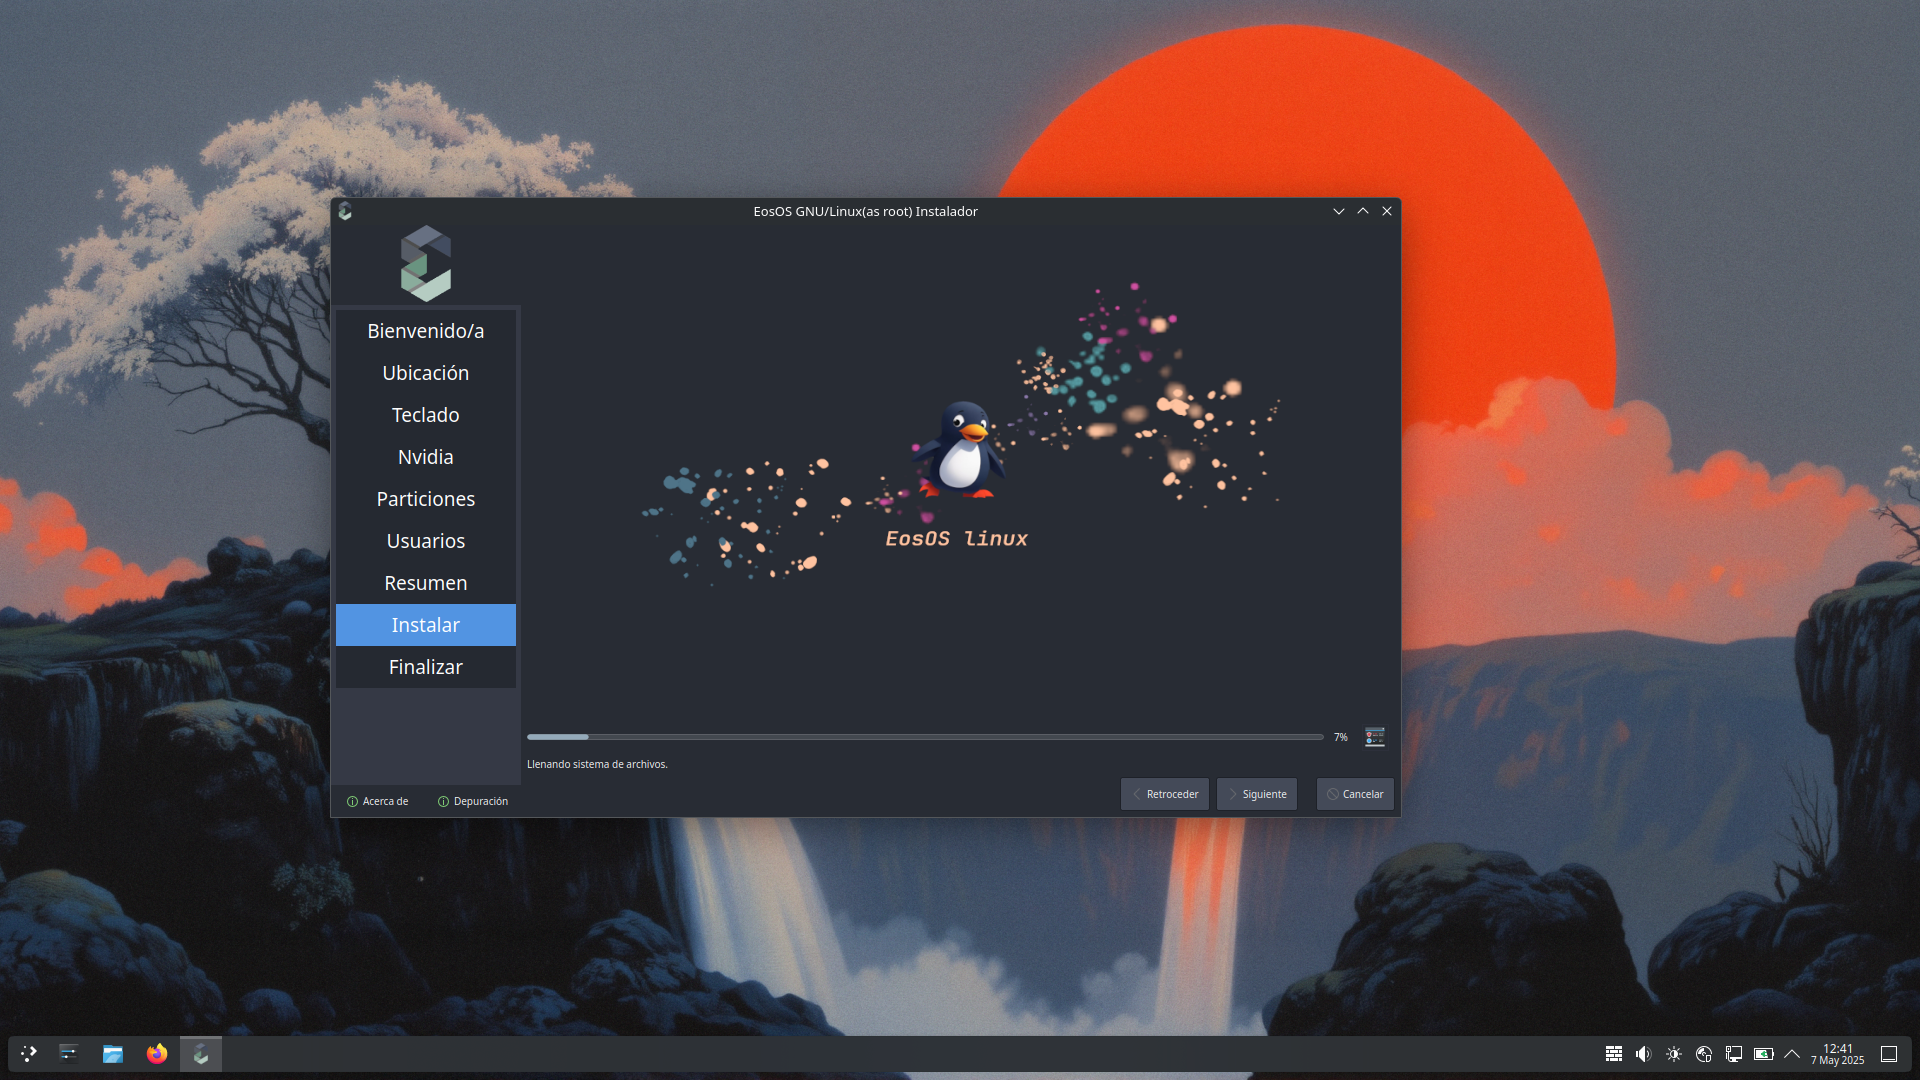 EosOS GNU/Linux(as root) Instalador
Bienvenido/a
Ubicación
Teclado
Nvidia
Particiones
Usuarios
Resumen
Instalar
Finalizar
EosOS linux
7%
Llenando sistema de archivos.
Acerca de
Depuración
Retroceder
Siguiente
Cancelar
12:41
7 May 2025